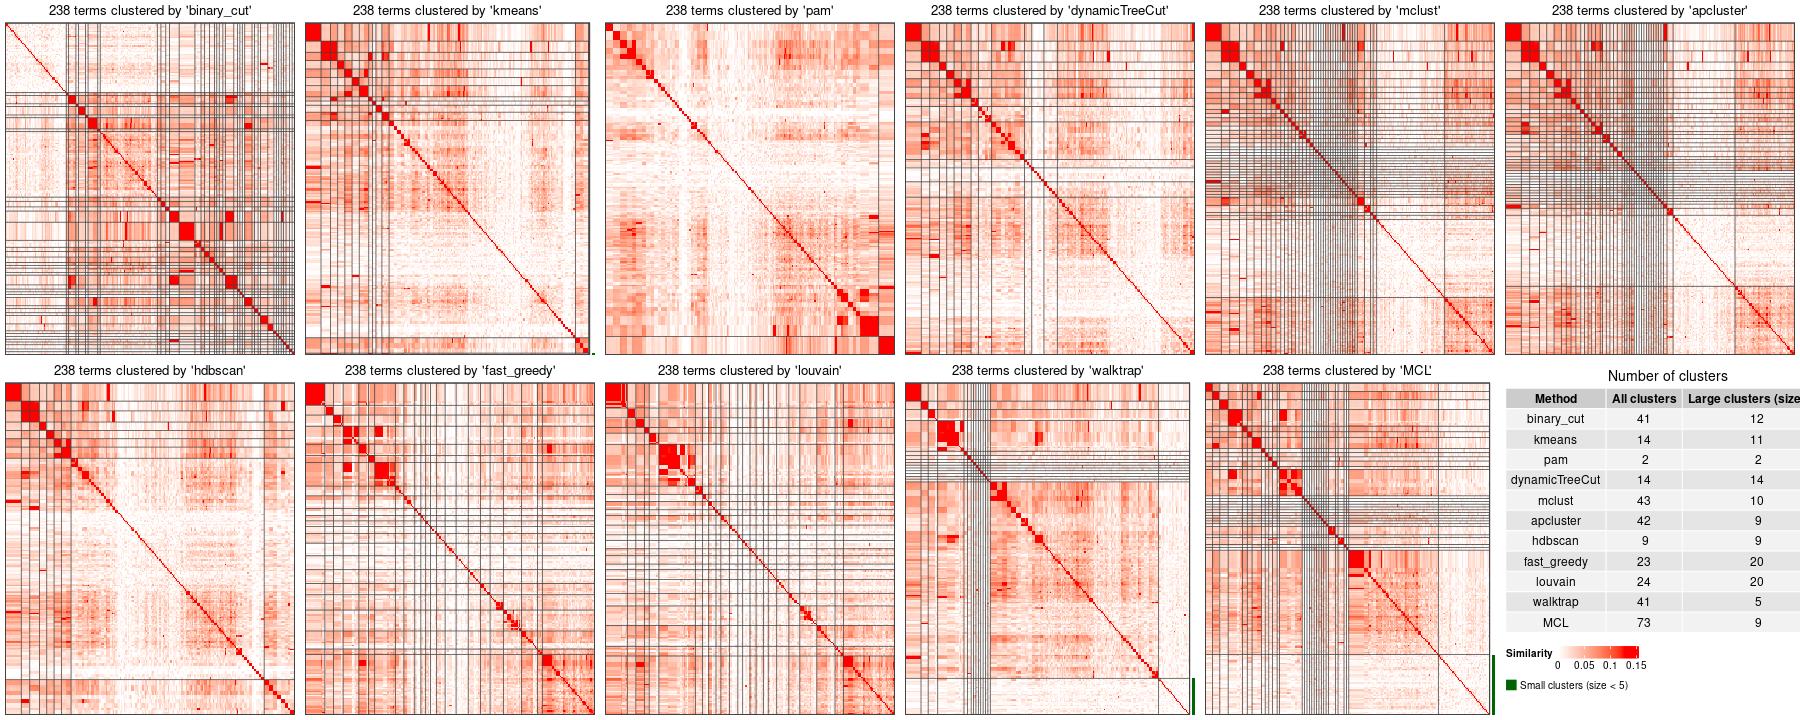 238 terms clustered by 'binary_cut'
238 terms clustered by 'kmeans'
238 terms clustered by 'pam'
238 terms clustered by 'dynamicTreeCut'
238 terms clustered by 'mclust'
238 terms clustered by 'apcluster'
238 terms clustered by 'hdbscan'
238 terms clustered by 'fast_greedy'
238 terms clustered by 'louvain'
238 terms clustered by 'walktrap'
238 terms clustered by 'MCL'
Number of clusters
Method All clusters Large clusters (size
binary_cut 41 12
kmeans 14 11
pam 2 2
dynamicTreeCut 14 14
mclust 43 10
apcluster 42 9
hdbscan 9 9
fast_greedy 23 20
louvain 24 20
walktrap 41 5
MCL 73 9
Similarity
0 0.05 0.1 0.15
Small clusters (size < 5)